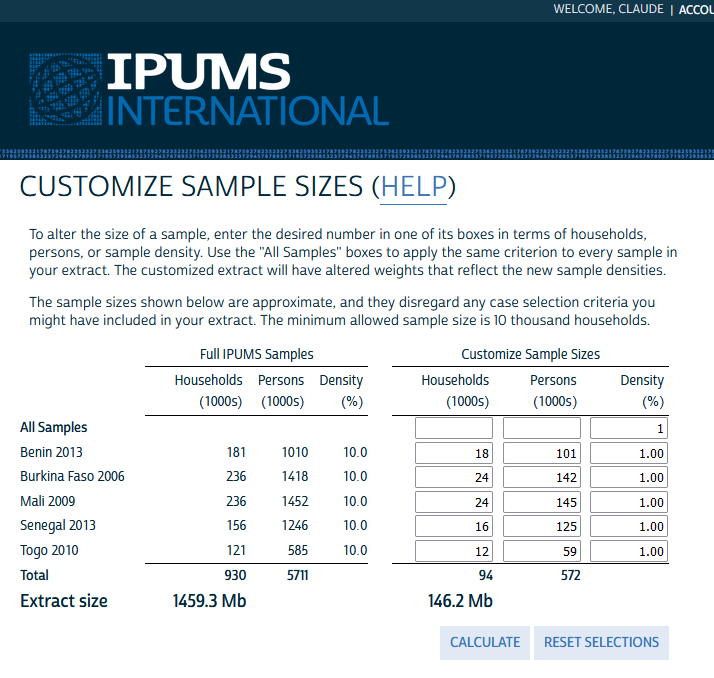 WELCOME, CLAUDE | ACCOU
IPUMS
INTERNATIONAL
CUSTOMIZE SAMPLE SIZES (HELP)
To alter the size of a sample, enter the desired number in one of its boxes in terms of households,
persons, or sample density. Use the "All Samples" boxes to apply the same criterion to every sample in
your extract. The customized extract will have altered weights that reflect the new sample densities.
The sample sizes shown below are approximate, and they disregard any case selection criteria you
might have included in your extract. The minimum allowed sample size is 10 thousand households.
Full IPUMS Samples Customize Sample Sizes
Households Persons Density Households Persons Density
(1000s) (1000s) (%) (1000s) (1000s) (%)
All Samples 1
Benin 2013 181 1010 10.0 18 101 1.00
Burkina Faso 2006 236 1418 10.0 24 142 1.00
Mali 2009 236 1452 10.0 24 145 1.00
Senegal 2013 156 1246 10.0 16 125 1.00
Togo 2010 121 585 10.0 12 59 1.00
Total 930 5711 94 572
Extract size 1459.3 Mb 146.2 Mb
CALCULATE RESET SELECTIONS